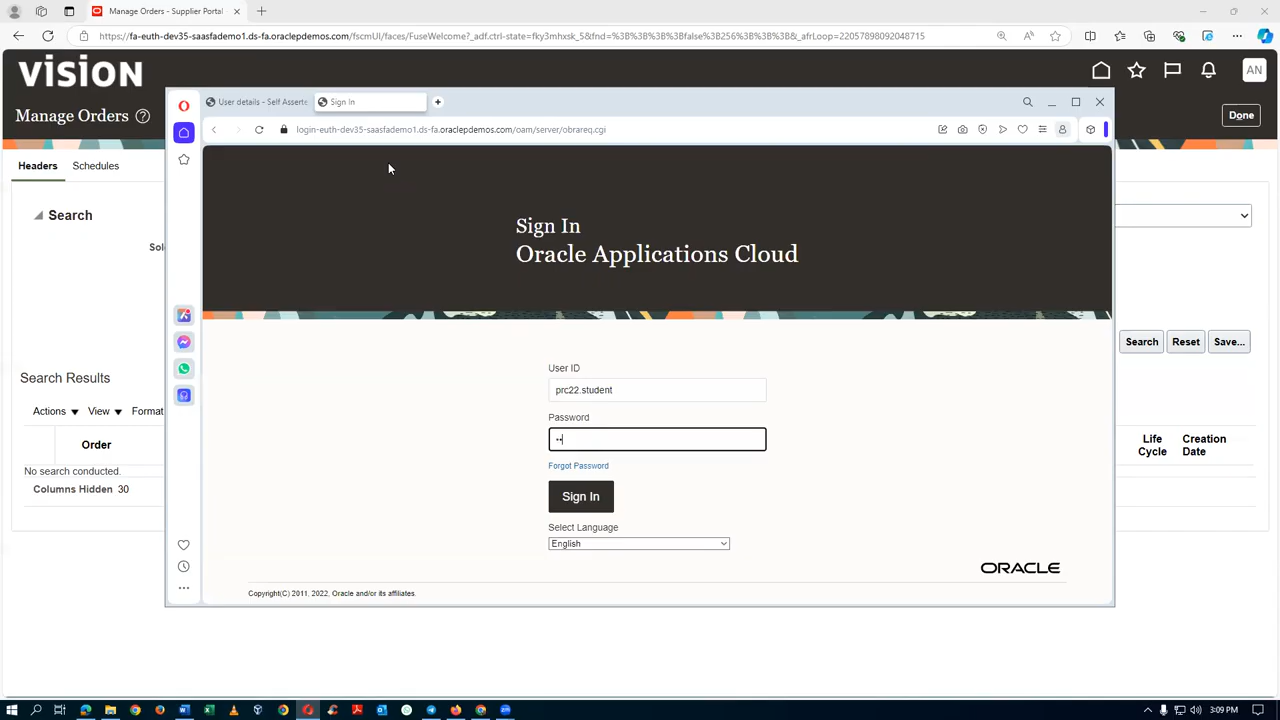 Manage Orders - Supplier Portal
https://fa-euth-dev35-saasfademo1.ds-fa.oraclepdemos.com/fscmUI/faces/FuseWelcome?_adf.ctrl-state=fky3mhxsk_5&fnd=%3B%3B%3B%3Bfalse%3B256%3B%3B%3B&_afrLoop=22057898092048715
vision
AN
Manage Orders
Done
Headers
Schedules
Search
User details - Self Asserte
Sign In
login-euth-dev35-saasfademo1.ds-fa.oraclepdemos.com/oam/server/obrareq.cgi
Sign In
Oracle Applications Cloud
User ID
prc22.student
Password
Forgot Password
Sign In
Select Language
English
ORACLE
Copyright(C) 2011, 2022, Oracle and/or its affiliates.
Search
Reset
Save...
Search Results
Actions
View
Format
Order
Life
Cycle
Creation
Date
No search conducted.
Columns Hidden 30
3:09 PM